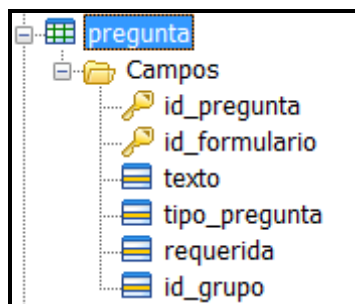 pregunta
Campos
id_pregunta
id_formulario
texto
tipo_pregunta
requerida
id_grupo